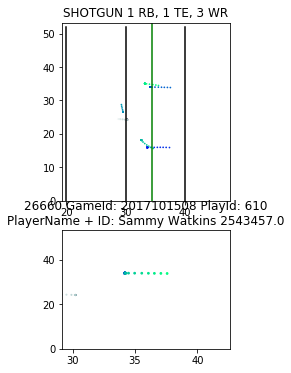 SHOTGUN 1 RB, 1 TE, 3 WR
50
40
30
20
10
0
20 30 40
26660 GameId: 2017101508 PlayId: 610
PlayerName + ID: Sammy Watkins 2543457.0
40
20
0
30 35 40